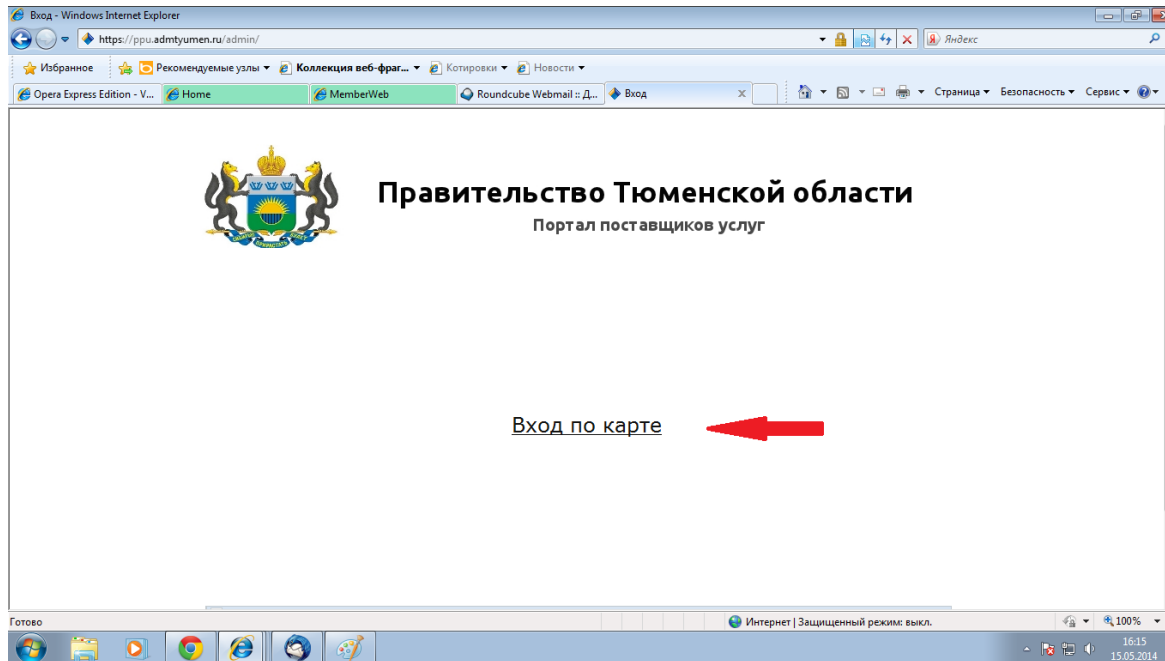 Вход - Windows Internet Explorer
https://ppu.admtyumen.ru/admin/
Яндекс
Избранное Рекомендуемые узлы Коллекция веб-фраг... Котировки Новости
Opera Express Edition - V... Home MemberWeb Roundcube Webmail :: Д... Вход Страница Безопасность Сервис
Правительство Тюменской области
Портал поставщиков услуг
Вход по карте
Готово Интернет | Защищенный режим: выкл. 100%
16:15
15.05.2014